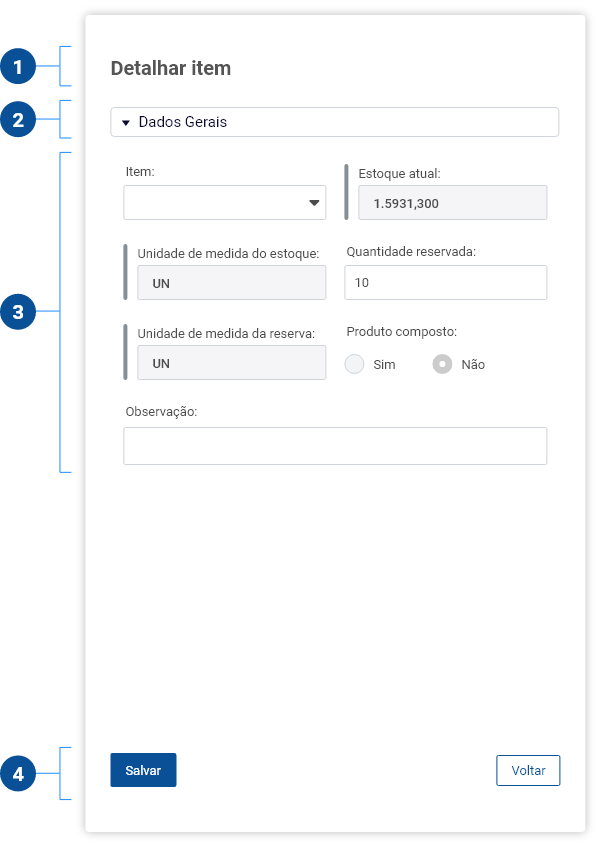 1
Detalhar item
2
Dados Gerais
3
Item:
Estoque atual:
1.5931,300
Unidade de medida do estoque:
Quantidade reservada:
UN
10
Unidade de medida da reserva:
Produto composto:
UN
Sim
Não
Observação:
4
Salvar
Voltar